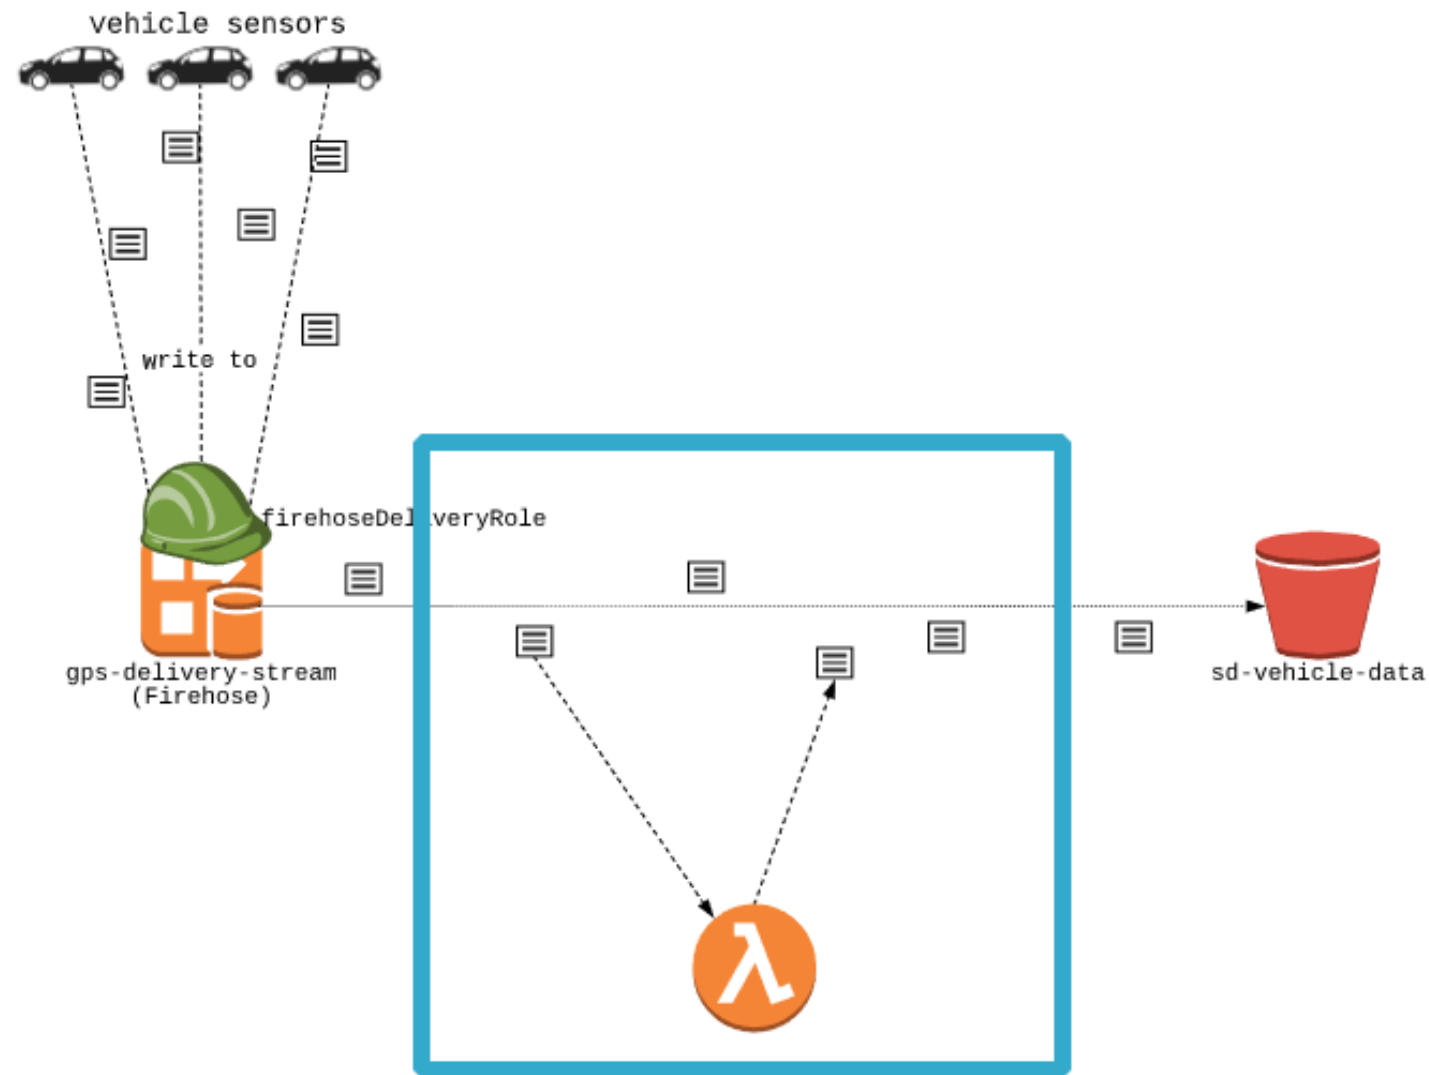 vehicle sensors
write to
firehoseDeliveryRole
gps-delivery-stream
(Firehose)
sd-vehicle-data
λ